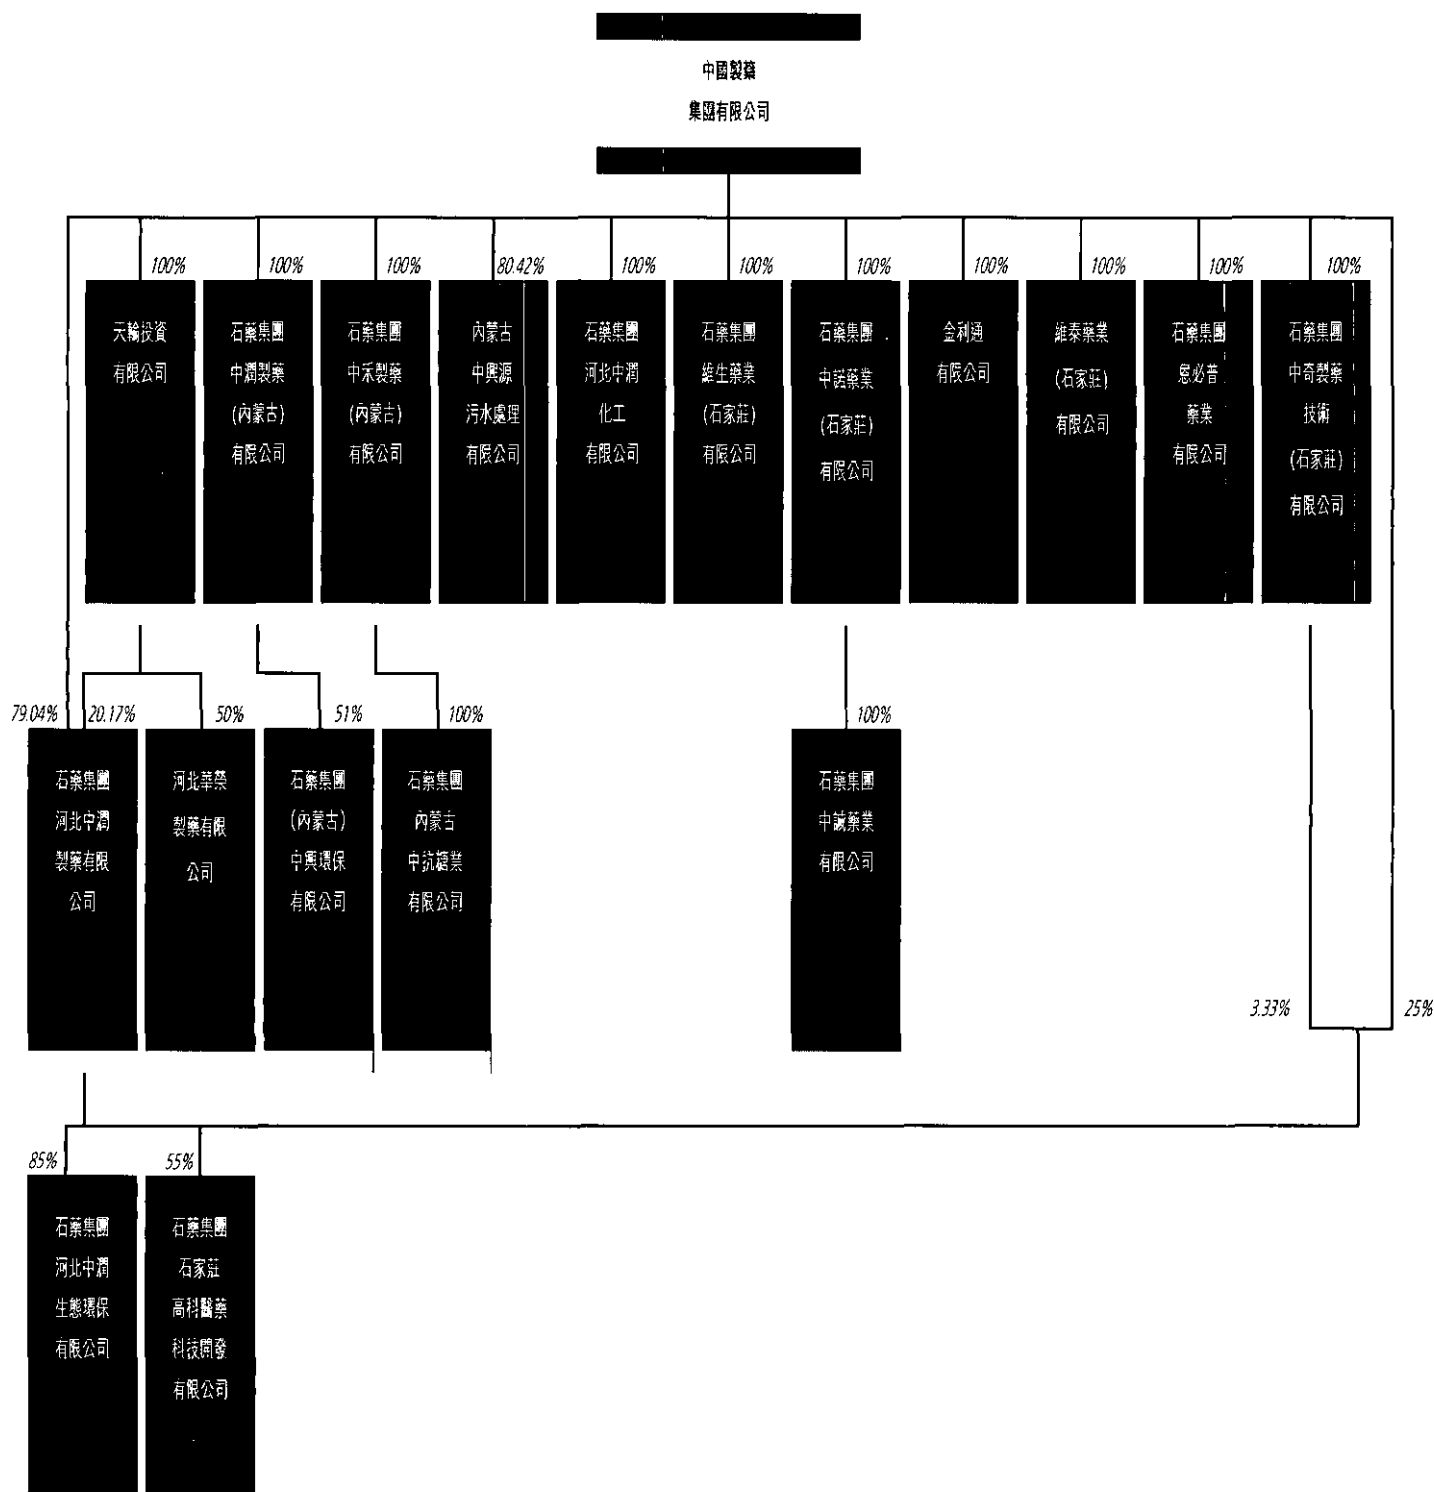 中國製藥
集團有限公司
100%
100%
100%
80.42%
100%
100%
100%
100%
100%
100%
100%
天輪投資
有限公司
石藥集團
中潤製藥
(內蒙古)
有限公司
石藥集團
中禾製藥
(內蒙古)
有限公司
內蒙古
中興源
污水處理
有限公司
石藥集團
河北中潤
化工
有限公司
石藥集團
維生藥業
(石家莊)
有限公司
石藥集團
中諾藥業
(石家莊)
有限公司
金利通
有限公司
維泰藥業
(石家莊)
有限公司
石藥集團
恩必普
藥業
有限公司
石藥集團
中奇製藥
技術
(石家莊)
有限公司
79.04%
20.17%
50%
51%
100%
100%
石藥集團
河北中潤
製藥有限
公司
河北華榮
製藥有限
公司
石藥集團
(內蒙古)
中興環保
有限公司
石藥集團
內蒙古
中抗糖業
有限公司
石藥集團
中誠藥業
有限公司
3.33%
25%
85%
55%
石藥集團
河北中潤
生態環保
有限公司
石藥集團
石家莊
高科醫藥
科技開發
有限公司